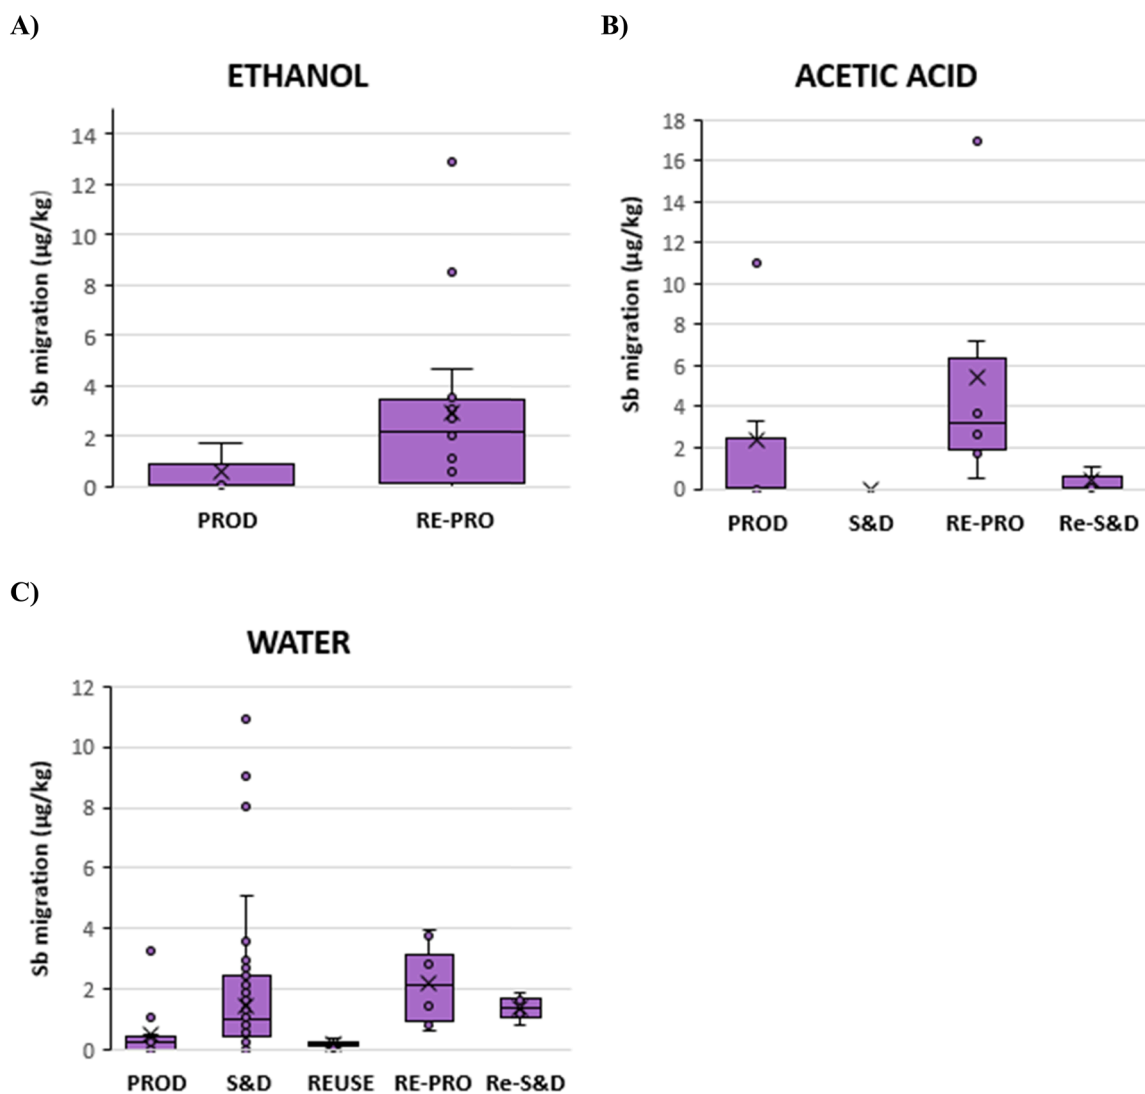 A)
ETHANOL
Sb migration (µg/kg)
14
12
10
8
6
4
2
0
PROD RE-PRO
B)
ACETIC ACID
Sb migration (µg/kg)
18
16
14
12
10
8
6
4
2
0
PROD S&D RE-PRO Re-S&D
C)
WATER
Sb migration (µg/kg)
12
10
8
6
4
2
0
PROD S&D REUSE RE-PRO Re-S&D